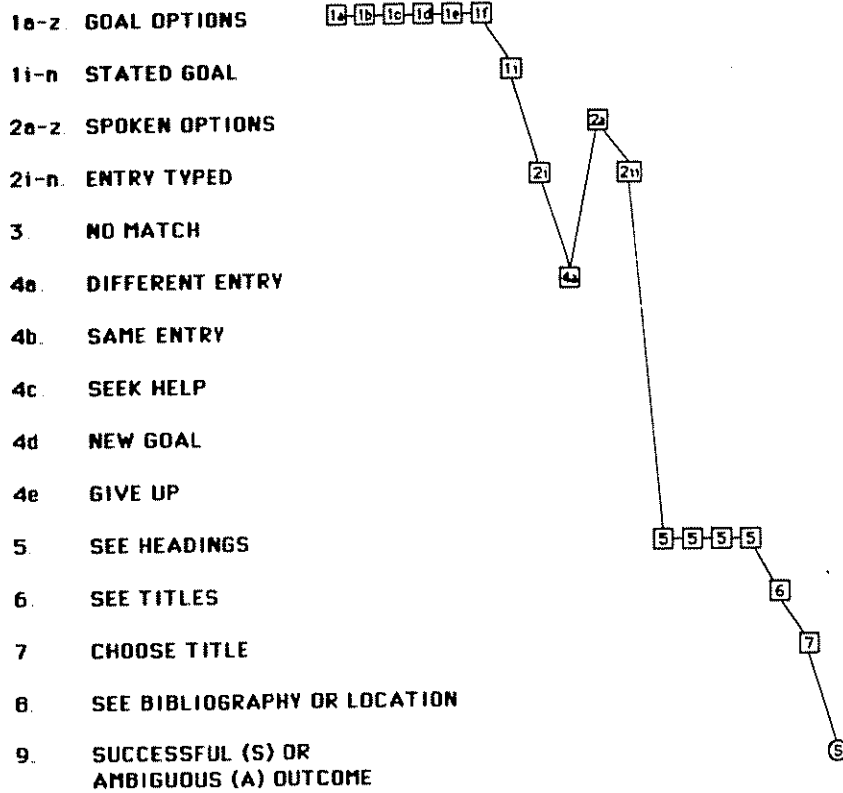 1a-z. GOAL OPTIONS 1a 1b 1c 1d 1e 1f
1i-n STATED GOAL 1i
2a-z. SPOKEN OPTIONS 2a
2i-n. ENTRY TYPED 2i 2ii
3. NO MATCH
4a. DIFFERENT ENTRY 4a
4b. SAME ENTRY
4c. SEEK HELP
4d NEW GOAL
4e GIVE UP
5. SEE HEADINGS 5 5 5 5
6. SEE TITLES 6
7 CHOOSE TITLE 7
8. SEE BIBLIOGRAPHY OR LOCATION
9. SUCCESSFUL (S) OR S
AMBIGUOUS (A) OUTCOME